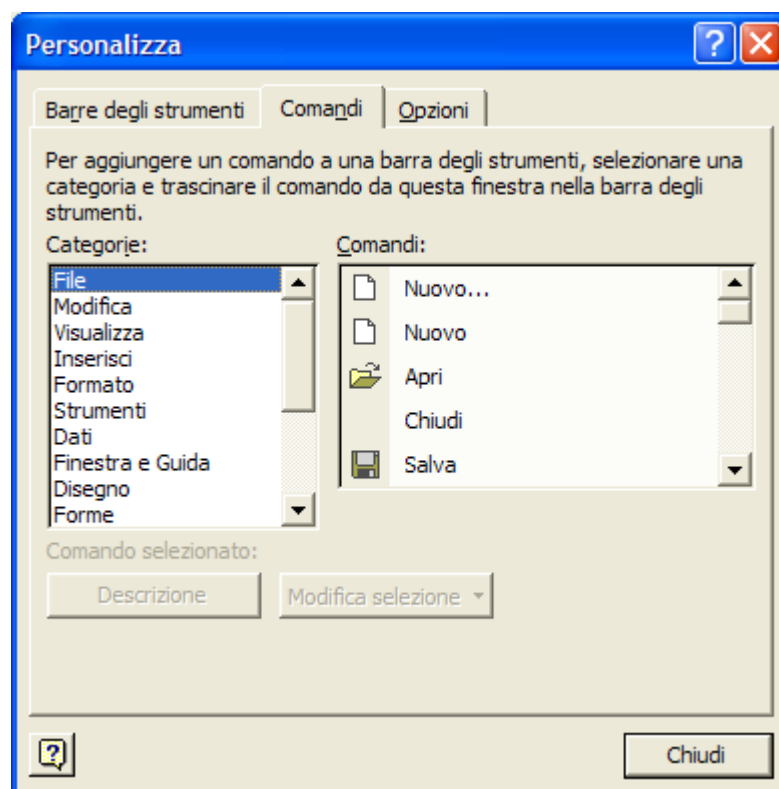 Personalizza
Barre degli strumenti
Comandi
Opzioni
Per aggiungere un comando a una barra degli strumenti, selezionare una
categoria e trascinare il comando da questa finestra nella barra degli
strumenti.
Categorie:
File
Modifica
Visualizza
Inserisci
Formato
Strumenti
Dati
Finestra e Guida
Disegno
Forme
Comandi:
Nuovo...
Nuovo
Apri
Chiudi
Salva
Comando selezionato:
Descrizione
Modifica selezione
Chiudi